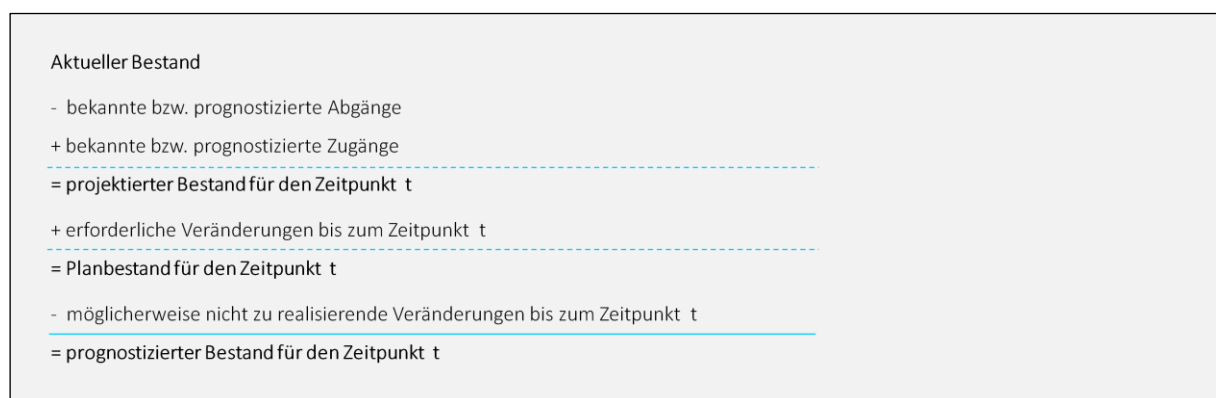 Aktueller Bestand
- bekannte bzw. prognostizierte Abgänge
+ bekannte bzw. prognostizierte Zugänge
= projektierter Bestand für den Zeitpunkt t
+ erforderliche Veränderungen bis zum Zeitpunkt t
= Planbestand für den Zeitpunkt t
- möglicherweise nicht zu realisierende Veränderungen bis zum Zeitpunkt t
= prognostizierter Bestand für den Zeitpunkt t